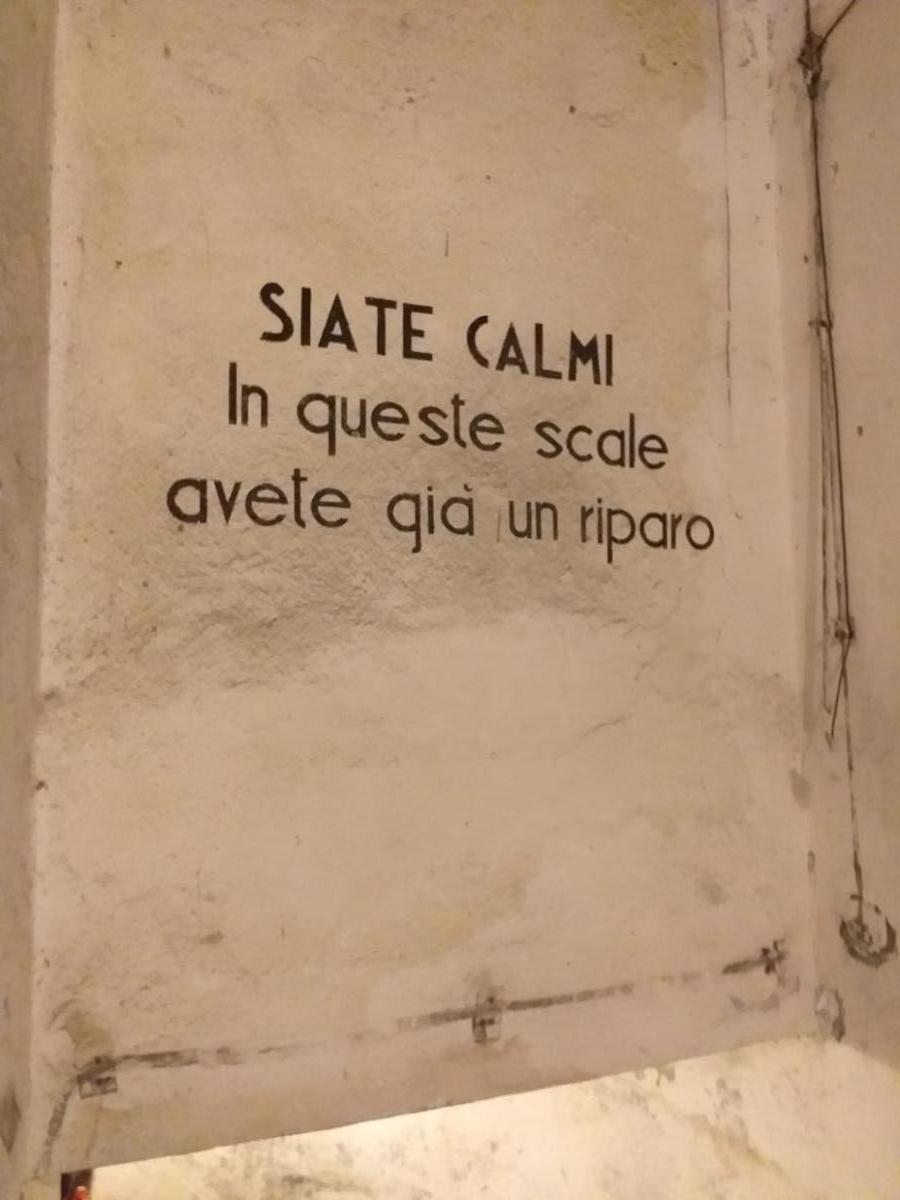 SIATE CALMI
In queste scale
avete già un riparo